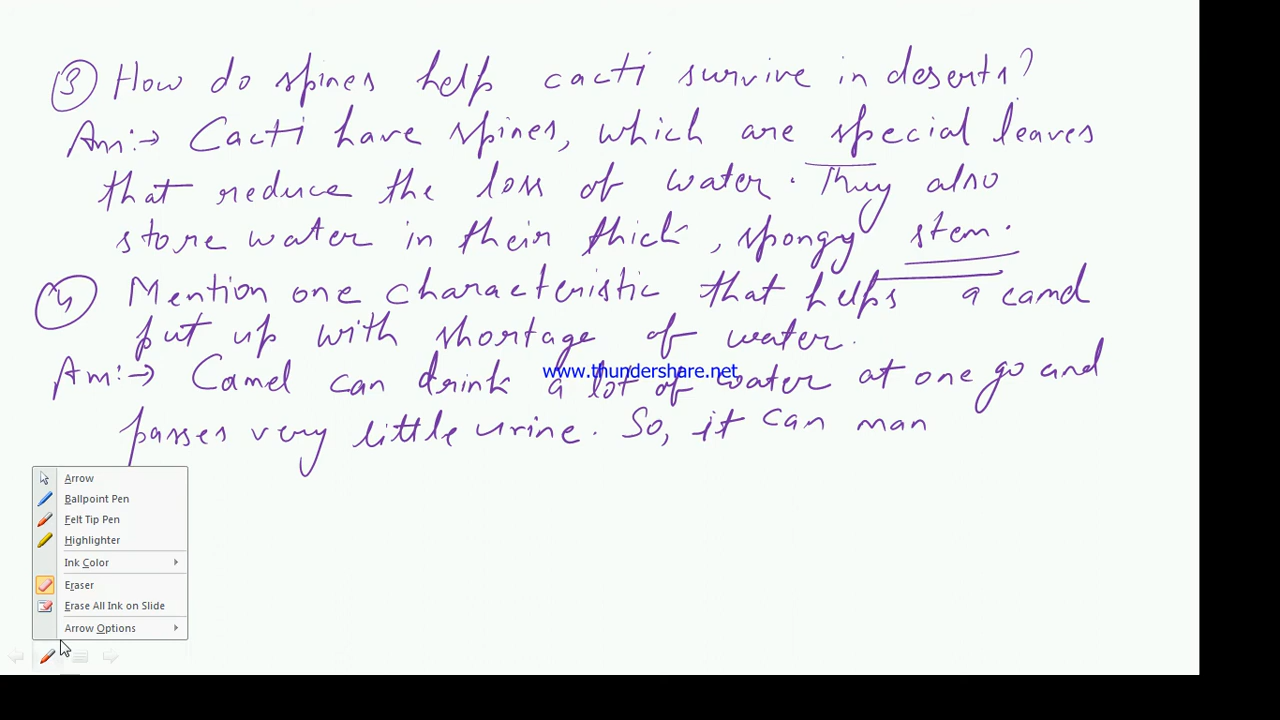 ③ How do spines help cacti survive in deserts?
Ans:→ Cacti have spines, which are special leaves
that reduce the loss of water. They also
store water in their thick, spongy stem.
④ Mention one characteristic that helps a camel
put up with shortage of water.
Ans:→ Camel can drink a lot of water at one go and
www.thundershare.net
passes very little urine. So, it can man
Arrow
Ballpoint Pen
Felt Tip Pen
Highlighter
Ink Color
Eraser
Erase All Ink on Slide
Arrow Options